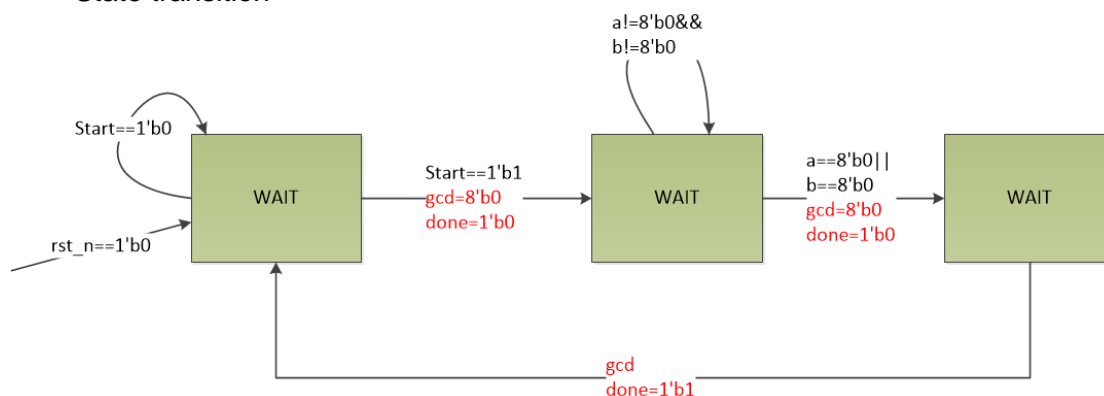 State transition
a!=8'b0&&
b!=8'b0
Start==1'b0
WAIT
Start==1'b1
gcd=8'b0
done=1'b0
WAIT
a==8'b0||
b==8'b0
gcd=8'b0
done=1'b0
WAIT
rst_n==1'b0
gcd
done=1'b1